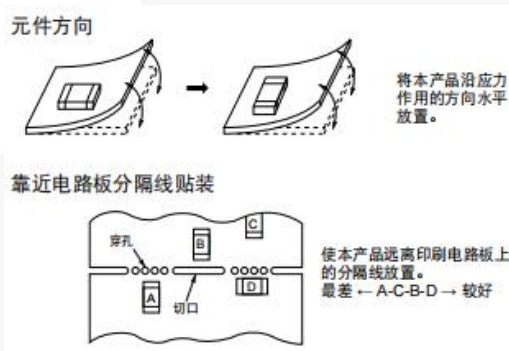 元件方向
将本产品沿应力
作用的方向水平
放置。
靠近电路板分隔线贴装
穿孔
C
B
A
D
切口
使本产品远离印刷电路板上
的分隔线放置。
最差 ← A-C-B-D → 较好